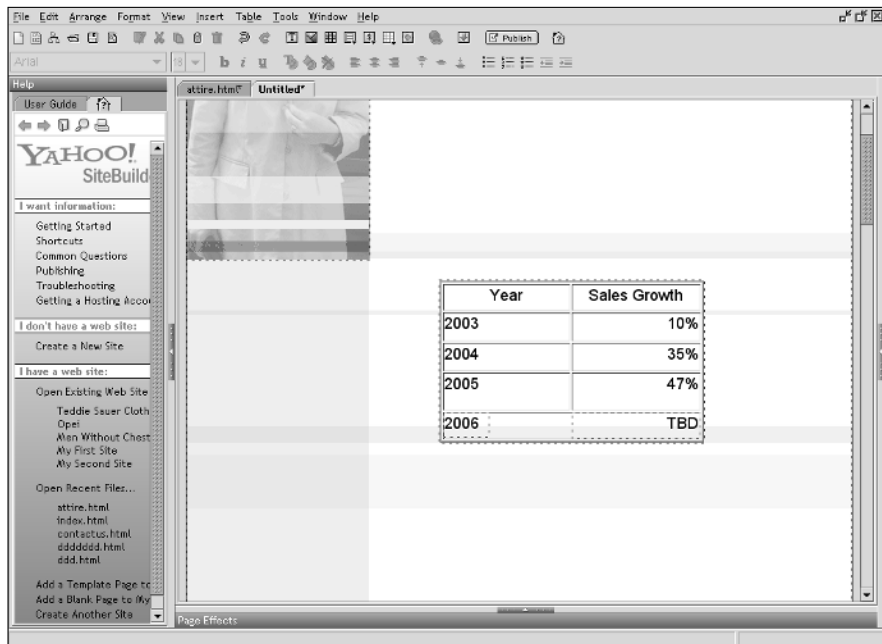 File Edit Arrange Format View Insert Table Tools Window Help
Publish
Arial 18 b i u
Help
User Guide
attire.html* Untitled*
YAHOO!
SiteBuild
I want information:
Getting Started
Shortcuts
Common Questions
Publishing
Troubleshooting
Getting a Hosting Accou
I don't have a web site:
Create a New Site
I have a web site:
Open Existing Web Site
Teddie Sauer Cloth
Opei
Men Without Chest
My First Site
My Second Site
Open Recent Files...
attire.html
index.html
contactus.html
ddddddd.html
ddd.html
Add a Template Page to
Add a Blank Page to My
Create Another Site
Year Sales Growth
2003 10%
2004 35%
2005 47%
2006 TBD
Page Effects